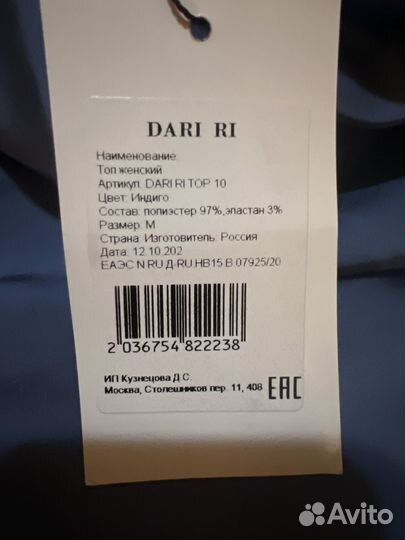 DARI RI
Наименование:
Топ женский
Артикул: DARI RI TOP 10
Цвет: Индиго
Состав: полиэстер 97%,эластан 3%
Размер: M
Страна: Изготовитель: Россия
Дата: 12.10.202
ЕАЭС N RU Д-RU.НВ15.В.07925/20
2 036754 822238
ИП Кузнецова Д.С.
Москва, Столешников пер. 11, 408
EAC
Avito